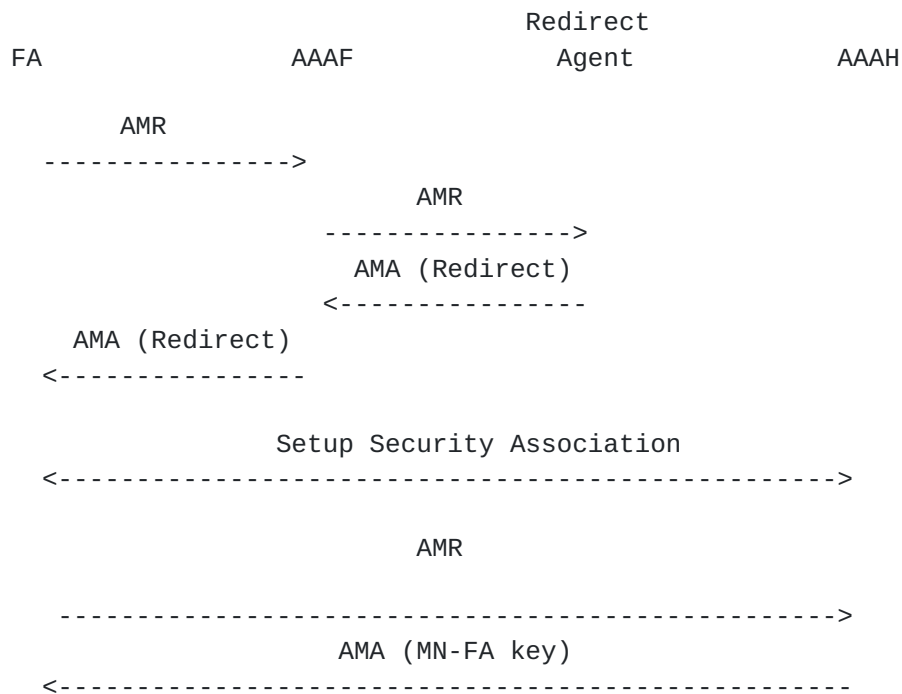 Redirect
FA AAAF Agent AAAH
AMR
---------------->
AMR
---------------->
AMA (Redirect)
<----------------
AMA (Redirect)
<----------------
Setup Security Association
<-------------------------------------------------->
AMR
-------------------------------------------------->
AMA (MN-FA key)
<---------------------------------------------------